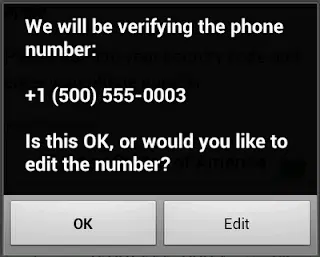 We will be verifying the phone
number:
+1 (500) 555-0003
Is this OK, or would you like to
edit the number?
OK
Edit